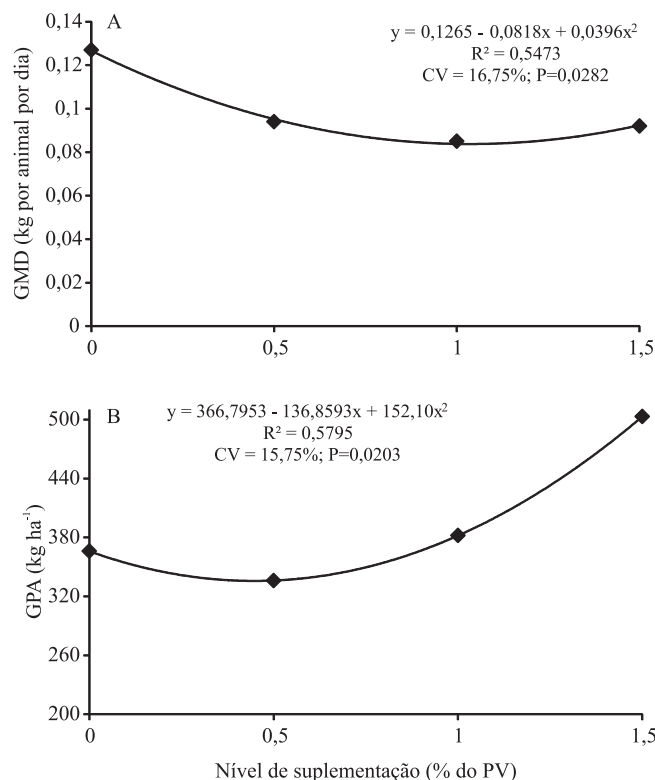 A
y = 0,1265 - 0,0818x + 0,0396x²
R² = 0,5473
CV = 16,75%; P=0,0282
GMD (kg por animal por dia)
0,14
0,12
0,1
0,08
0,06
0,04
0,02
0
0
0,5
1
1,5
B
y = 366,7953 - 136,8593x + 152,10x²
R² = 0,5795
CV = 15,75%; P=0,0203
GPA (kg ha⁻¹)
500
440
380
320
260
200
0
0,5
1
1,5
Nível de suplementação (% do PV)